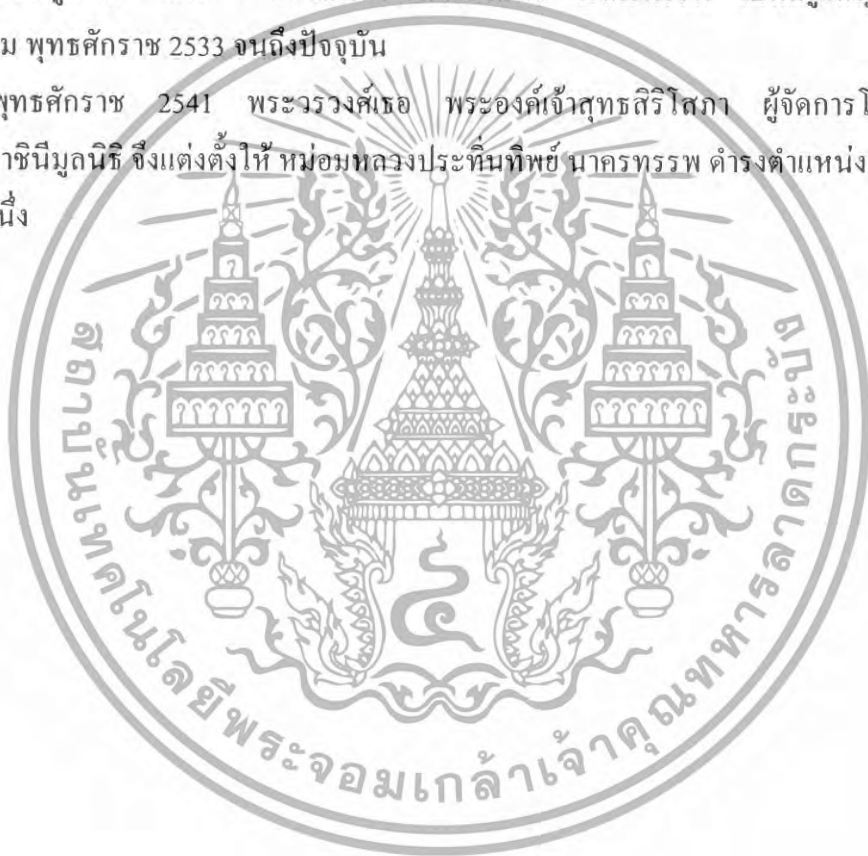 ม พุทธศักราช 2533 จนถึงปัจจุบัน
พุทธศักราช 2541 พระวรวงศ์เธอ พระองค์เจ้าสุทธสิริโสภา ผู้จัดการโ
าชินีมูลนิธิ จึงแต่งตั้งให้ หม่อมหลวงประทิ่นทิพย์ นาครทรรพ ดำรงตำแหน่ง
นึ่ง
สถาบันเทคโนโลยีพระจอมเกล้าเจ้าคุณทหารลาดกระบัง